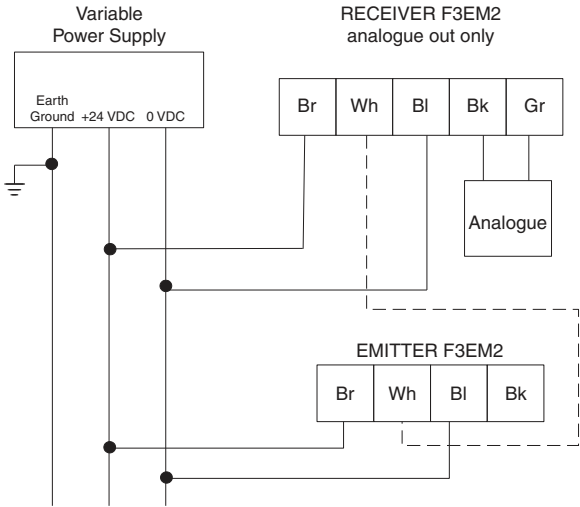 Variable
Power Supply
RECEIVER F3EM2
analogue out only
Earth
Ground +24 VDC 0 VDC
Br Wh Bl Bk Gr
Analogue
EMITTER F3EM2
Br Wh Bl Bk